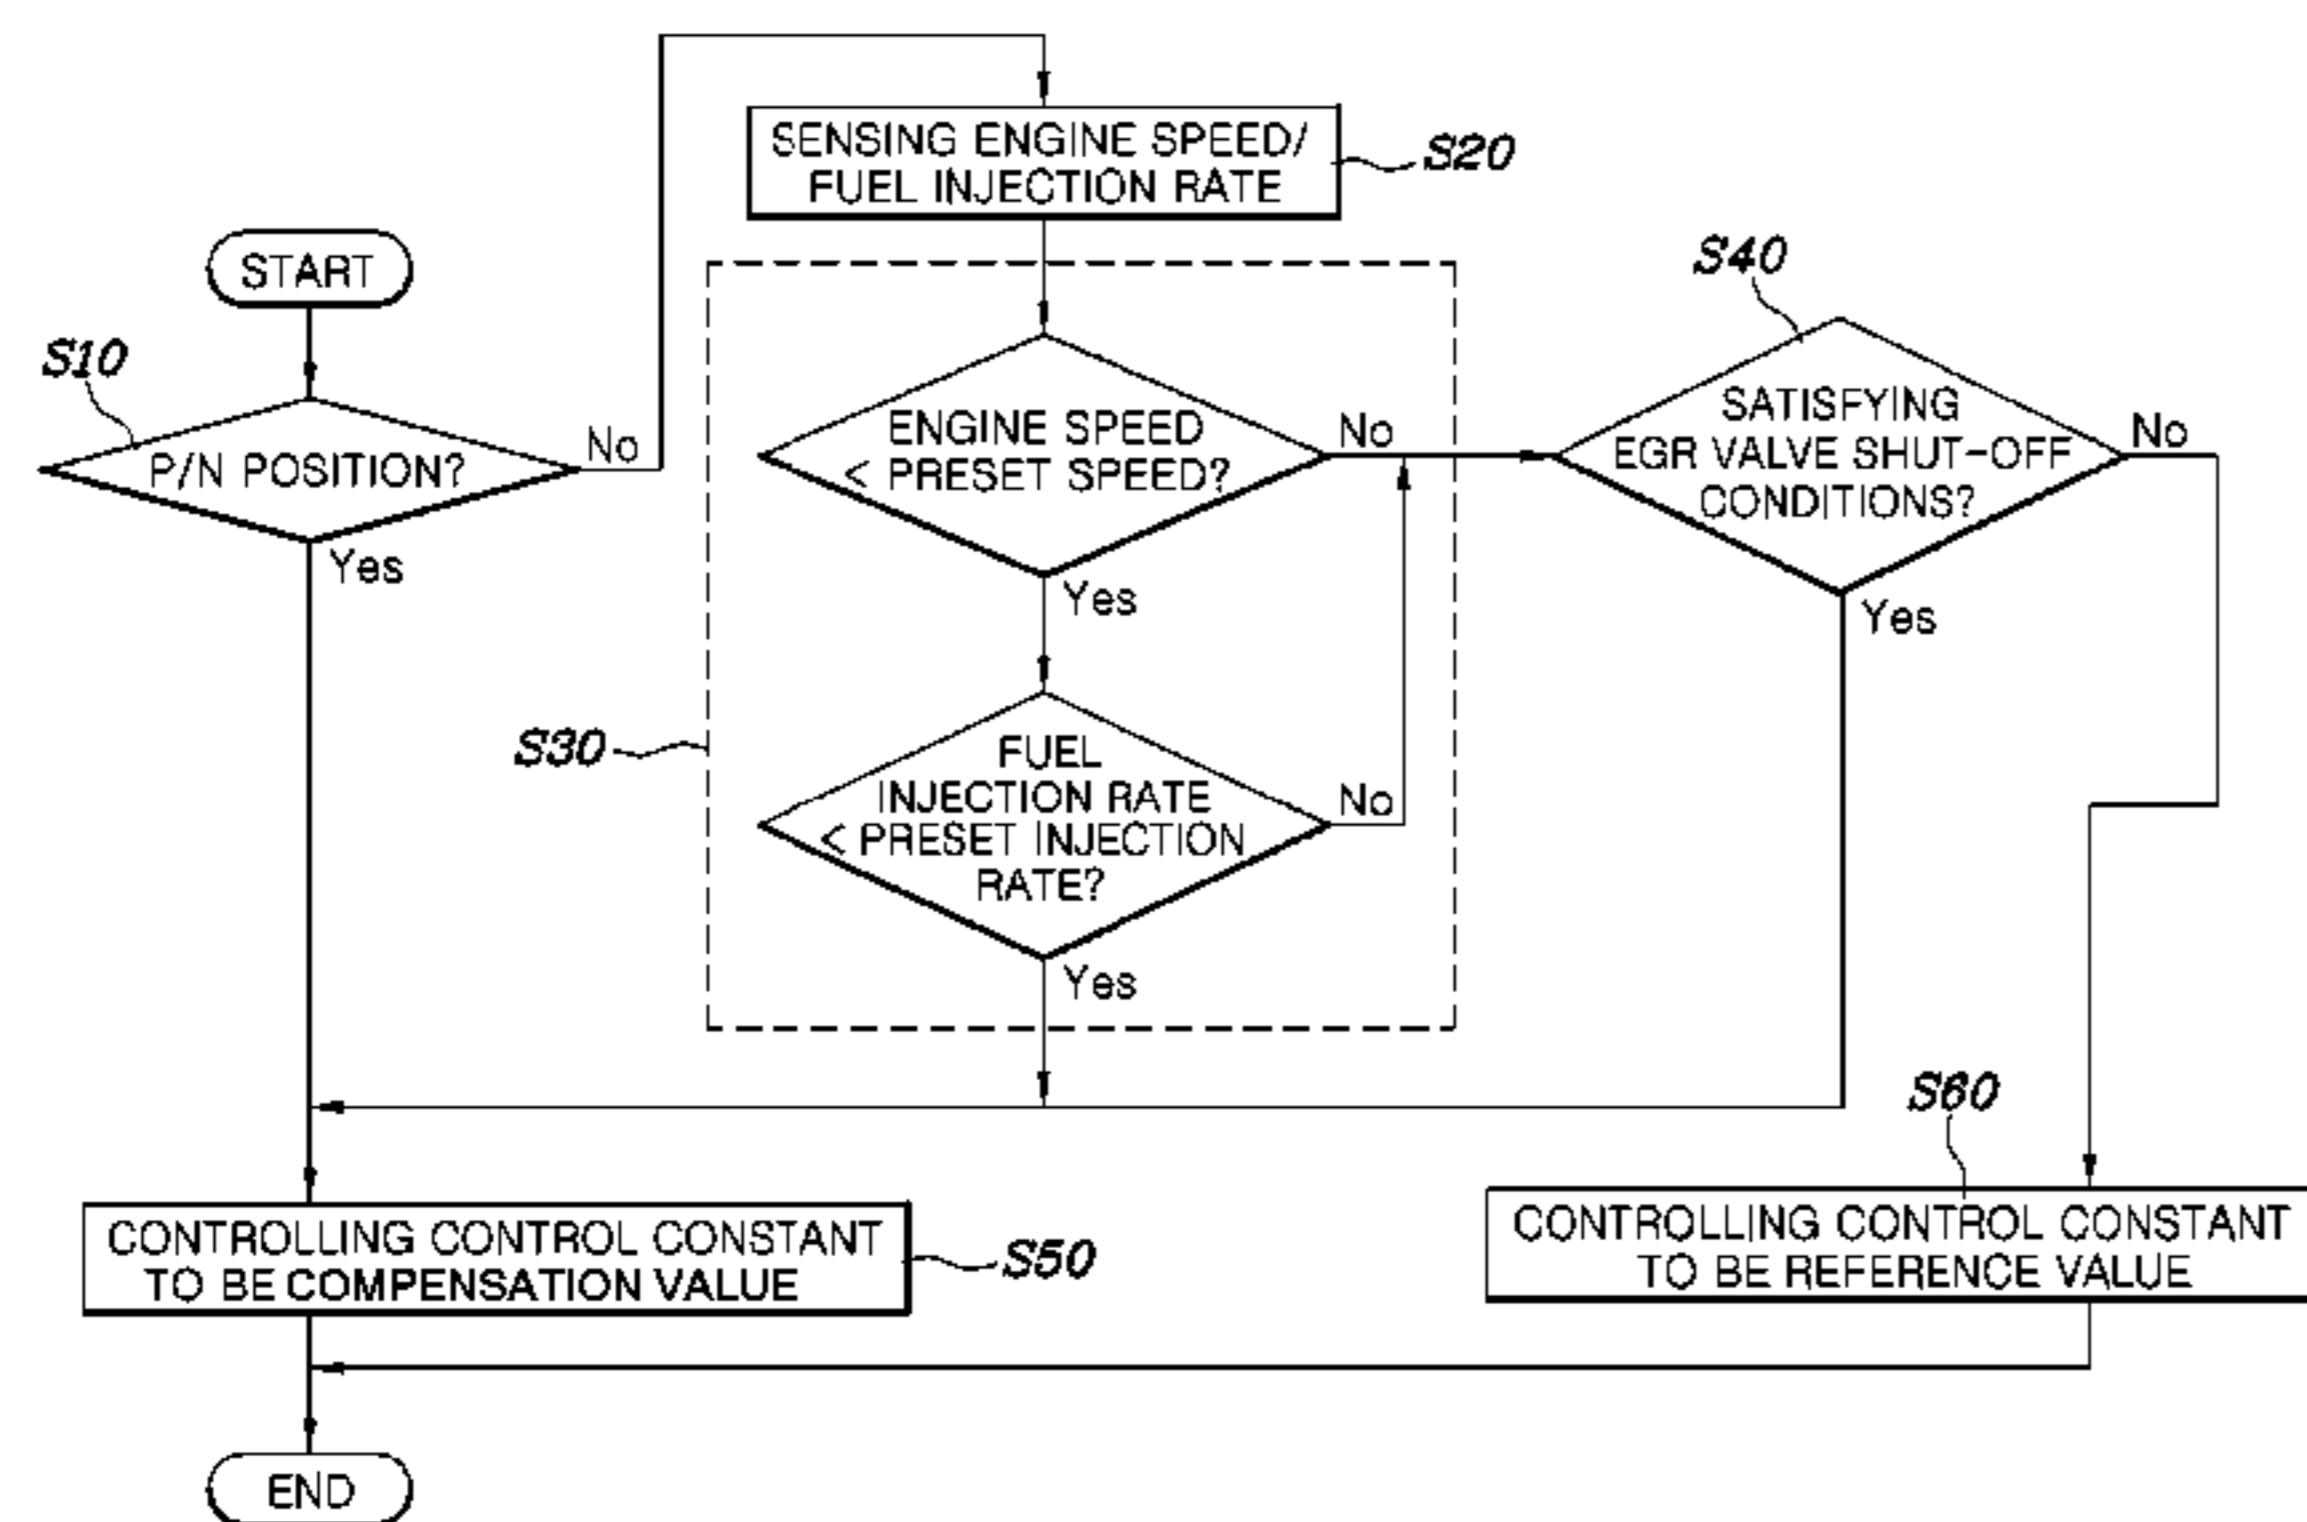 SENSING ENGINE SPEED/
FUEL INJECTION RATE
S20
START
S10
P/N POSITION?
No
Yes
S30
ENGINE SPEED
< PRESET SPEED?
No
Yes
FUEL
INJECTION RATE
< PRESET INJECTION
RATE?
No
Yes
S40
SATISFYING
EGR VALVE SHUT-OFF
CONDITIONS?
No
Yes
CONTROLLING CONTROL CONSTANT
TO BE COMPENSATION VALUE
S50
S60
CONTROLLING CONTROL CONSTANT
TO BE REFERENCE VALUE
END